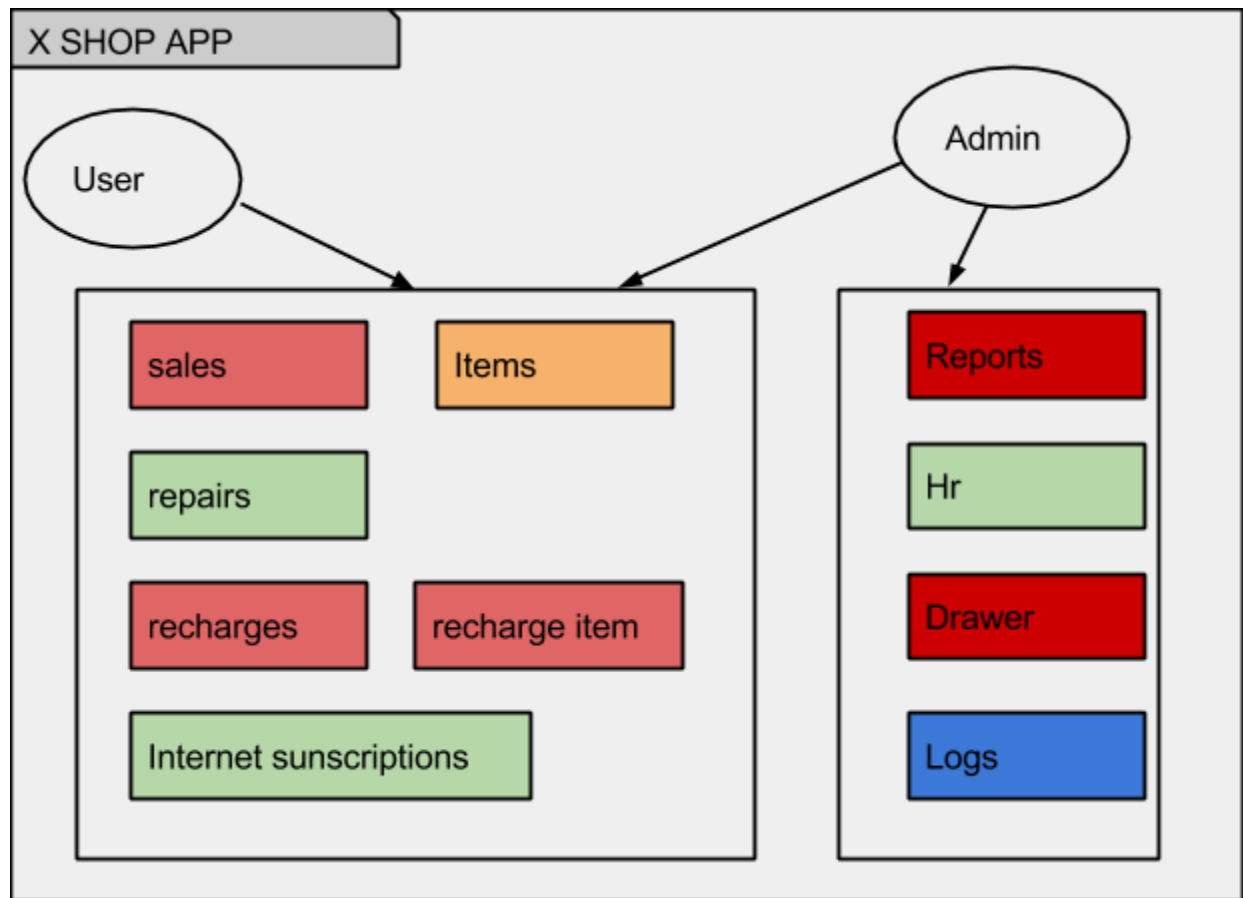 X SHOP APP
User
Admin
sales
Items
Reports
repairs
Hr
recharges
recharge item
Drawer
Internet sunscriptions
Logs